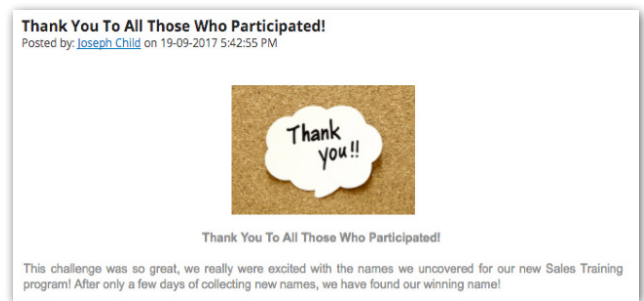 Thank You To All Those Who Participated!
Posted by: Joseph Child on 19-09-2017 5:42:55 PM
Thank
you!!
Thank You To All Those Who Participated!
This challenge was so great, we really were excited with the names we uncovered for our new Sales Training
program! After only a few days of collecting new names, we have found our winning name!